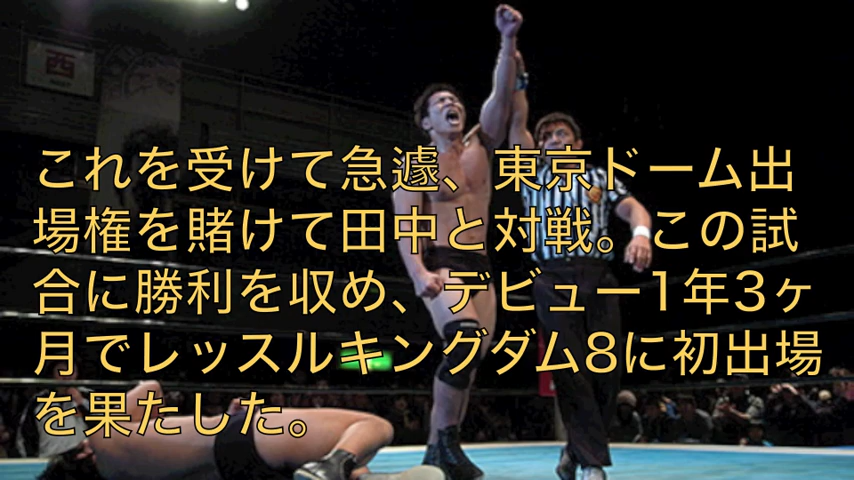 西
これを受けて急遽、東京ドーム出
場権を賭けて田中と対戦。この試
合に勝利を収め、デビュー1年3ヶ
月でレッスルキングダム8に初出場
を果たした。